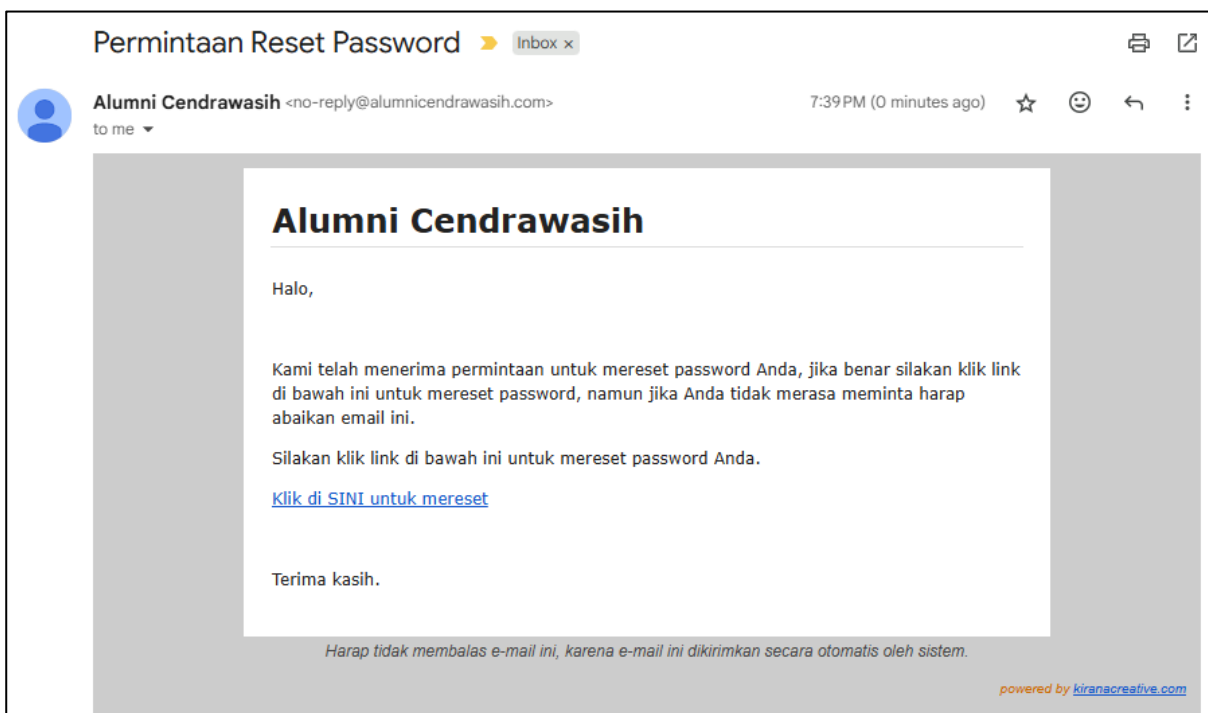 Permintaan Reset Password
Inbox x
Alumni Cendrawasih <no-reply@alumnicendrawasih.com>
7:39 PM (0 minutes ago)
to me
Alumni Cendrawasih
Halo,
Kami telah menerima permintaan untuk mereset password Anda, jika benar silakan klik link
di bawah ini untuk mereset password, namun jika Anda tidak merasa meminta harap
abaikan email ini.
Silakan klik link di bawah ini untuk mereset password Anda.
Klik di SINI untuk mereset
Terima kasih.
Harap tidak membalas e-mail ini, karena e-mail ini dikirimkan secara otomatis oleh sistem.
powered by kiranacreative.com